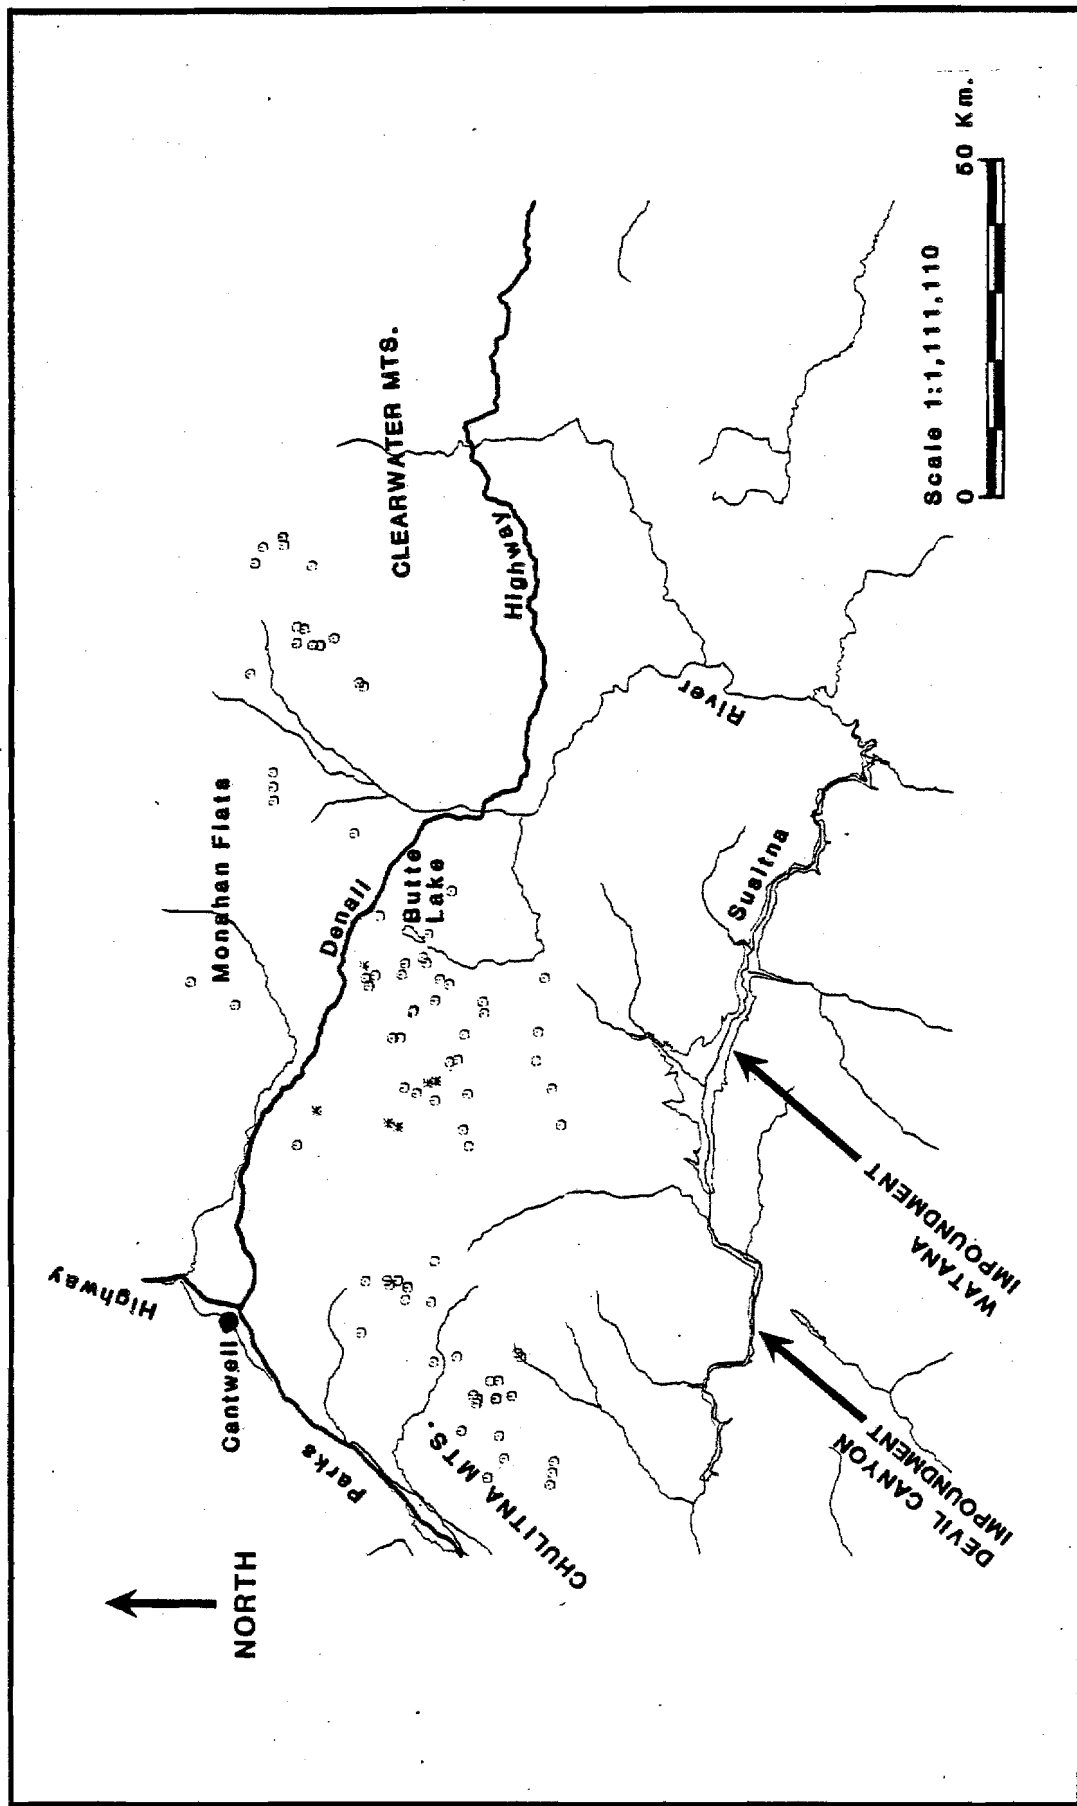 NORTH
Highway
Cantwell
Parks
CHULITNA MTS.
Monahan Flats
Denali
Butte
Lake
CLEARWATER MTS.
Highway
River
Susitna
WATANA
IMPOUNDMENT
DEVIL CANYON
IMPOUNDMENT
Scale 1:1,111,110
0
50 Km.